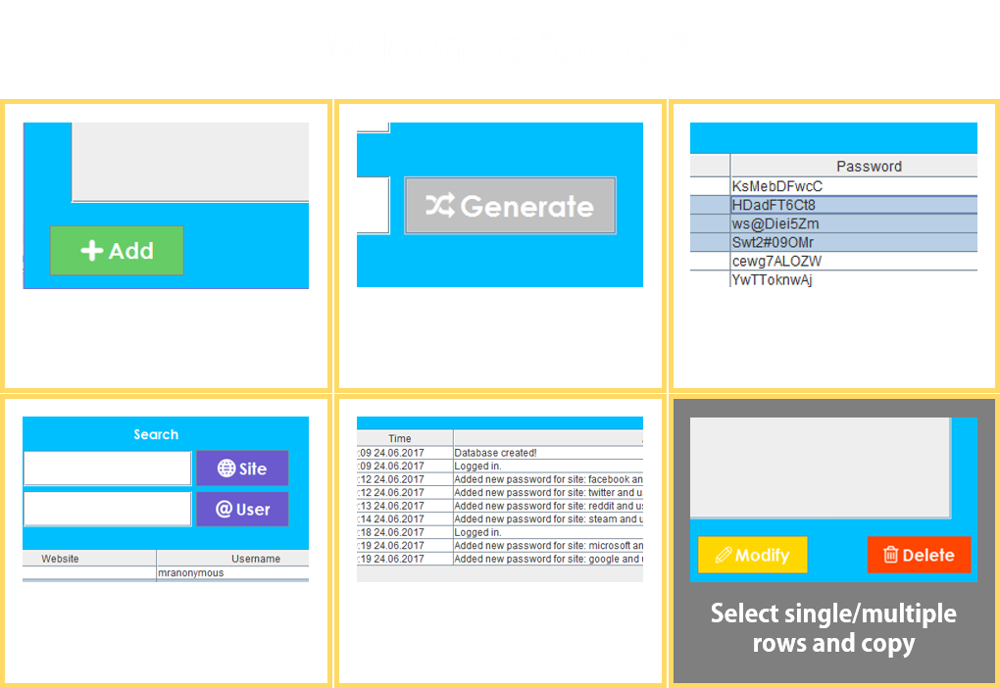 Add
Generate
Password
KsMebDFwcC
HDadFT6Ct8
ws@Diei5Zm
Swt2#09OMr
cewg7ALOZW
YwTToknwAj
Search
Site
@ User
Website Username
mranonymous
Time
:09 24.06.2017 Database created!
:09 24.06.2017 Logged in.
:12 24.06.2017 Added new password for site: facebook an
:12 24.06.2017 Added new password for site: twitter and u
:13 24.06.2017 Added new password for site: reddit and us
:14 24.06.2017 Added new password for site: steam and u
:18 24.06.2017 Logged in.
:19 24.06.2017 Added new password for site: microsoft an
:19 24.06.2017 Added new password for site: google and u
Modify
Delete
Select single/multiple
rows and copy